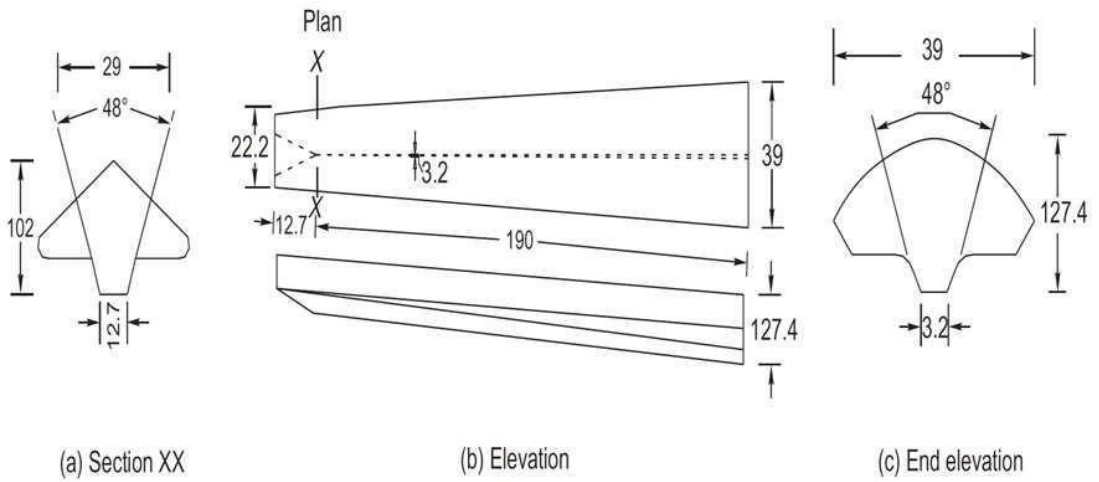 Plan
X
29
48°
102
12.7
(a) Section XX
22.2
3.2
39
X
12.7
190
127.4
(b) Elevation
39
48°
127.4
3.2
(c) End elevation